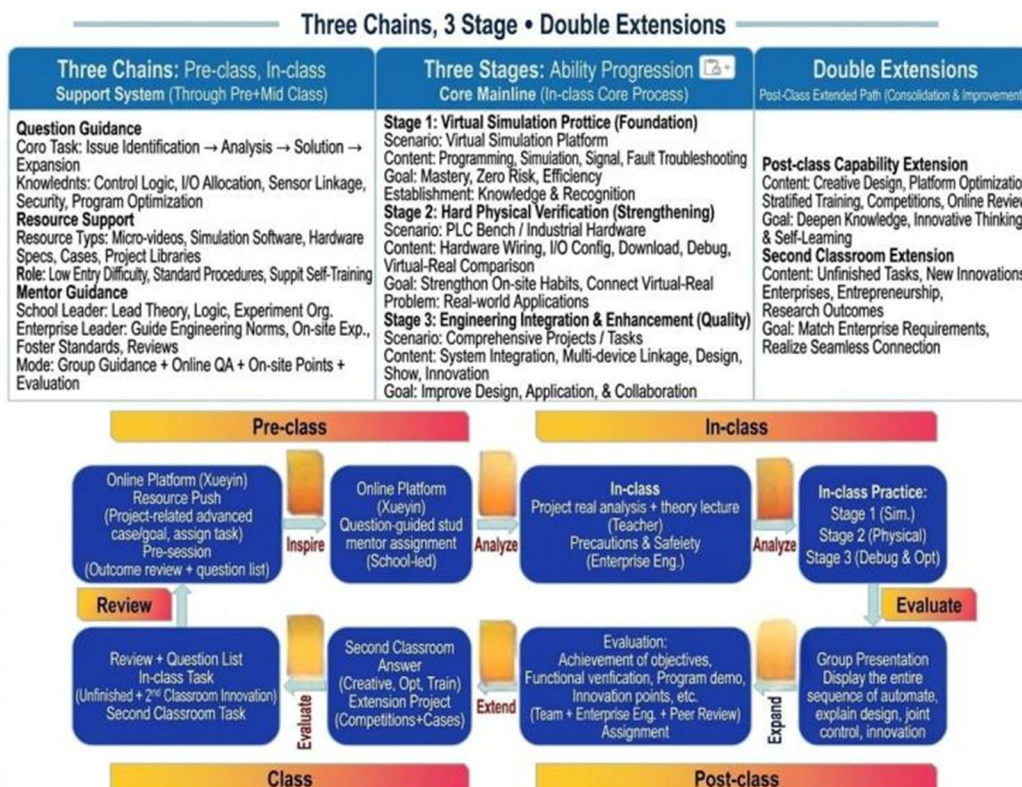 Three Chains, 3 Stage • Double Extensions
Three Chains: Pre-class, In-class
Support System (Through Pre+Mid Class)
Question Guidance
Coro Task: Issue Identification → Analysis → Solution →
Expansion
Knowlednts: Control Logic, I/O Allocation, Sensor Linkage,
Security, Program Optimization
Resource Support
Resource Typs: Micro-videos, Simulation Software, Hardware
Specs, Cases, Project Libraries
Role: Low Entry Difficulty, Standard Procedures, Suppit Self-Training
Mentor Guidance
School Leader: Lead Theory, Logic, Experiment Org.
Enterprise Leader: Guide Engineering Norms, On-site Exp.,
Foster Standards, Reviews
Mode: Group Guidance + Online QA + On-site Points +
Evaluation
Three Stages: Ability Progression
Core Mainline (In-class Core Process)
Stage 1: Virtual Simulation Prottice (Foundation)
Scenario: Virtual Simulation Platform
Content: Programming, Simulation, Signal, Fault Troubleshooting
Goal: Mastery, Zero Risk, Efficiency
Establishment: Knowledge & Recognition
Stage 2: Hard Physical Verification (Strengthening)
Scenario: PLC Bench / Industrial Hardware
Content: Hardware Wiring, I/O Config, Download, Debug,
Virtual-Real Comparison
Goal: Strengthon On-site Habits, Connect Virtual-Real
Problem: Real-world Applications
Stage 3: Engineering Integration & Enhancement (Quality)
Scenario: Comprehensive Projects / Tasks
Content: System Integration, Multi-device Linkage, Design,
Show, Innovation
Goal: Improve Design, Application, & Collaboration
Double Extensions
Post-Class Extended Path (Consolidation & Improvement
Post-class Capability Extension
Content: Creative Design, Platform Optimizatio
Stratified Training, Competitions, Online Review
Goal: Deepen Knowledge, Innovative Thinking
& Self-Learning
Second Classroom Extension
Content: Unfinished Tasks, New Innovations
Enterprises, Entrepreneurship,
Research Outcomes
Goal: Match Enterprise Requirements,
Realize Seamless Connection
Pre-class
In-class
Online Platform (Xueyin)
Resource Push
(Project-related advanced
case/goal, assign task)
Pre-session
(Outcome review + question list)
Inspire
Online Platform
(Xueyin)
Question-guided stud
mentor assignment
(School-led)
Analyze
In-class
Project real analysis + theory lecture
(Teacher)
Precautions & Safeiety
(Enterprise Eng.)
Analyze
In-class Practice:
Stage 1 (Sim.)
Stage 2 (Physical)
Stage 3 (Debug & Opt)
Review
Evaluate
Review + Question List
In-class Task
(Unfinished + 2nd Classroom Innovation)
Second Classroom Task
Evaluate
Second Classroom
Answer
(Creative, Opt, Train)
Extension Project
(Competitions+Cases)
Extend
Evaluation:
Achievement of objectives,
Functional verification, Program demo,
Innovation points, etc.
(Team + Enterprise Eng. + Peer Review)
Assignment
Expand
Group Presentation
Display the entire
sequence of automate,
explain design, joint
control, innovation
Class
Post-class